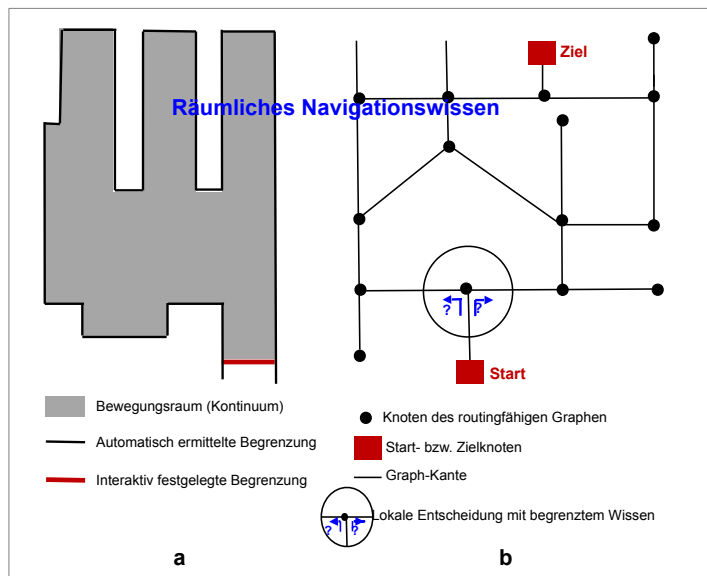 Ziel
Räumliches Navigationswissen
? ?
Start
Bewegungsraum (Kontinuum)
Automatisch ermittelte Begrenzung
Interaktiv festgelegte Begrenzung
Knoten des routingfähigen Graphen
Start- bzw. Zielknoten
Graph-Kante
Lokale Entscheidung mit begrenztem Wissen
? ?
a
b